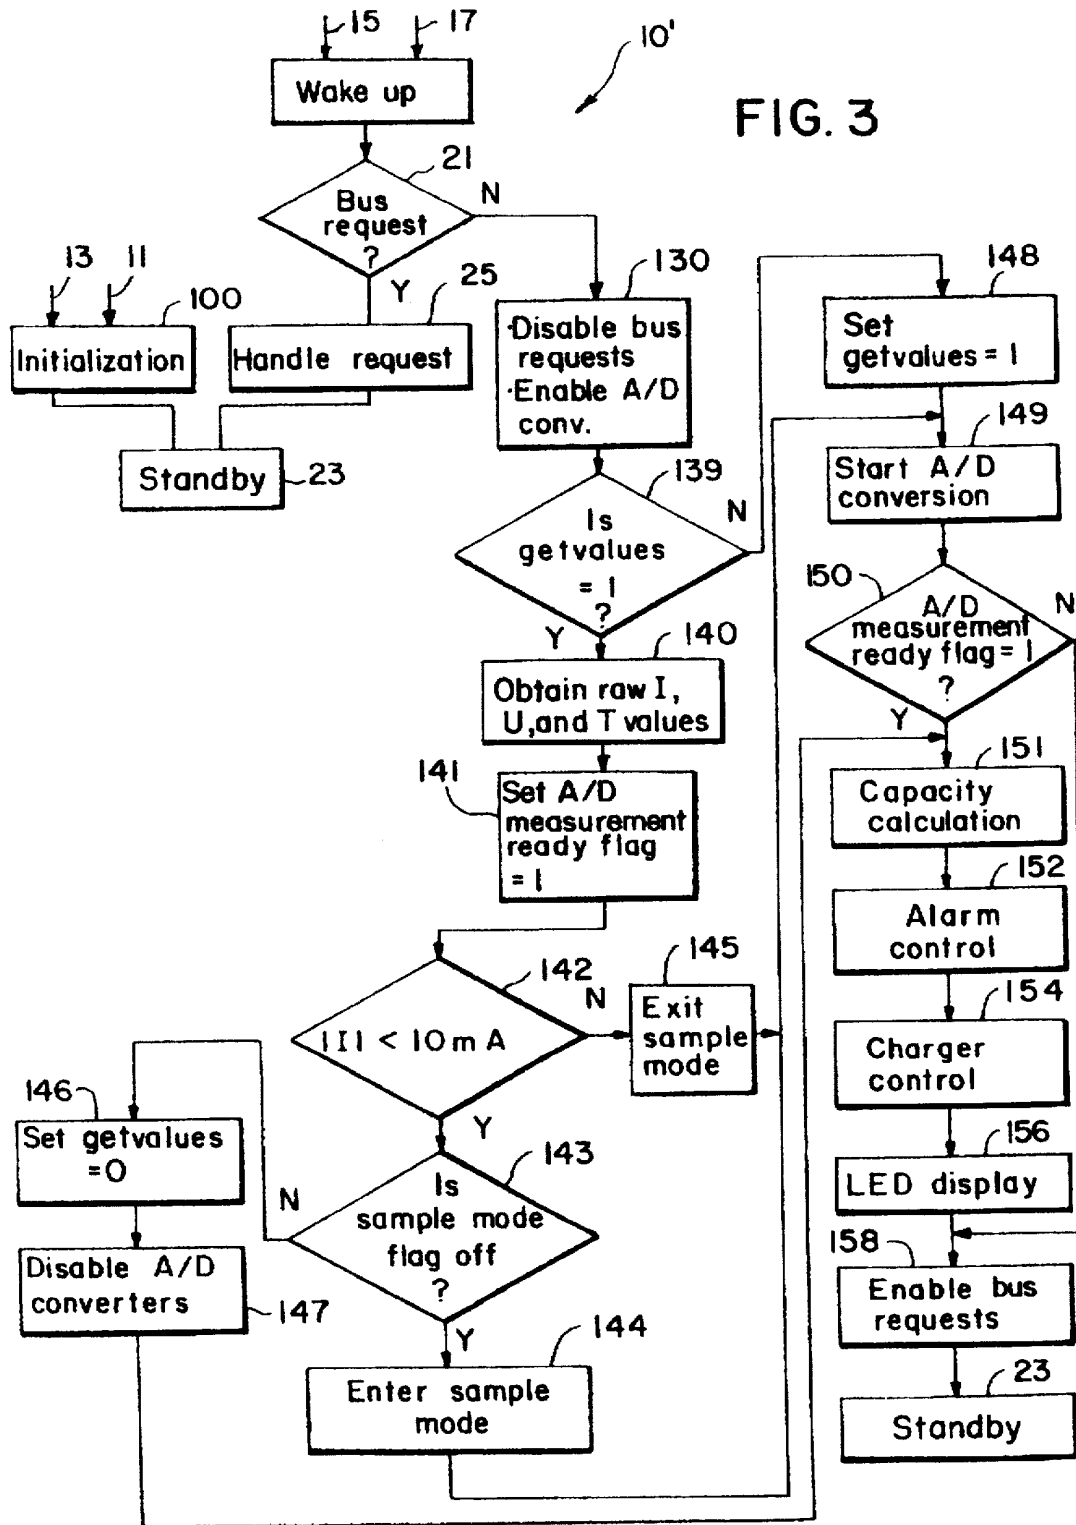 15
17
10'
Wake up
FIG. 3
21
N
Bus
request
?
Y
13
11
100
25
130
148
Initialization
Handle request
·Disable bus
requests
·Enable A/D
conv.
Set
getvalues = 1
Standby
23
139
N
149
Start A/D
conversion
Is
getvalues
= 1
?
Y
150
N
A/D
measurement
ready flag = 1
?
Y
140
Obtain raw I,
U, and T values
141
Set A/D
measurement
ready flag
= 1
151
Capacity
calculation
152
Alarm
control
142
N
145
Exit
sample
mode
|I| < 10 m A
Y
154
Charger
control
146
Set getvalues
= 0
143
N
Is
sample mode
flag off
?
Y
156
LED display
Disable A/D
converters
147
158
Enable bus
requests
144
Enter sample
mode
23
Standby